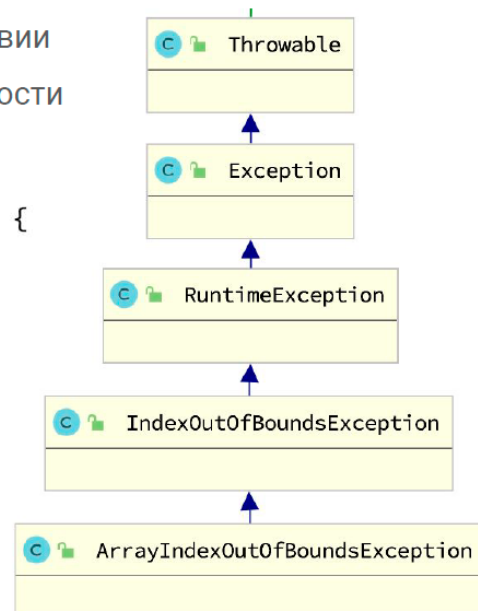 вии
ости
{
C Throwable
C Exception
C RuntimeException
C IndexOutOfBoundsException
C ArrayIndexOutOfBoundsException